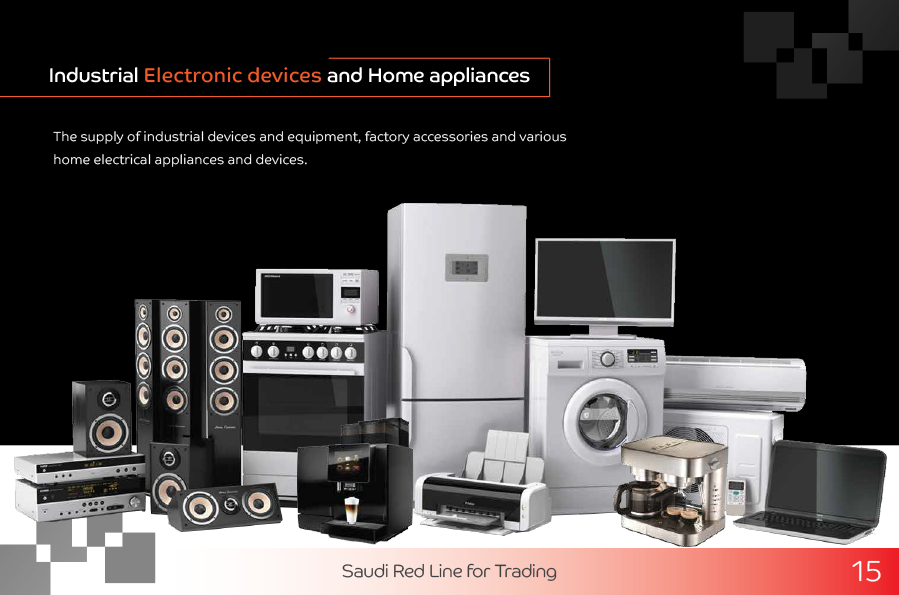 Industrial Electronic devices and Home appliances
The supply of industrial devices and equipment, factory accessories and various
home electrical appliances and devices.
Saudi Red Line for Trading
15